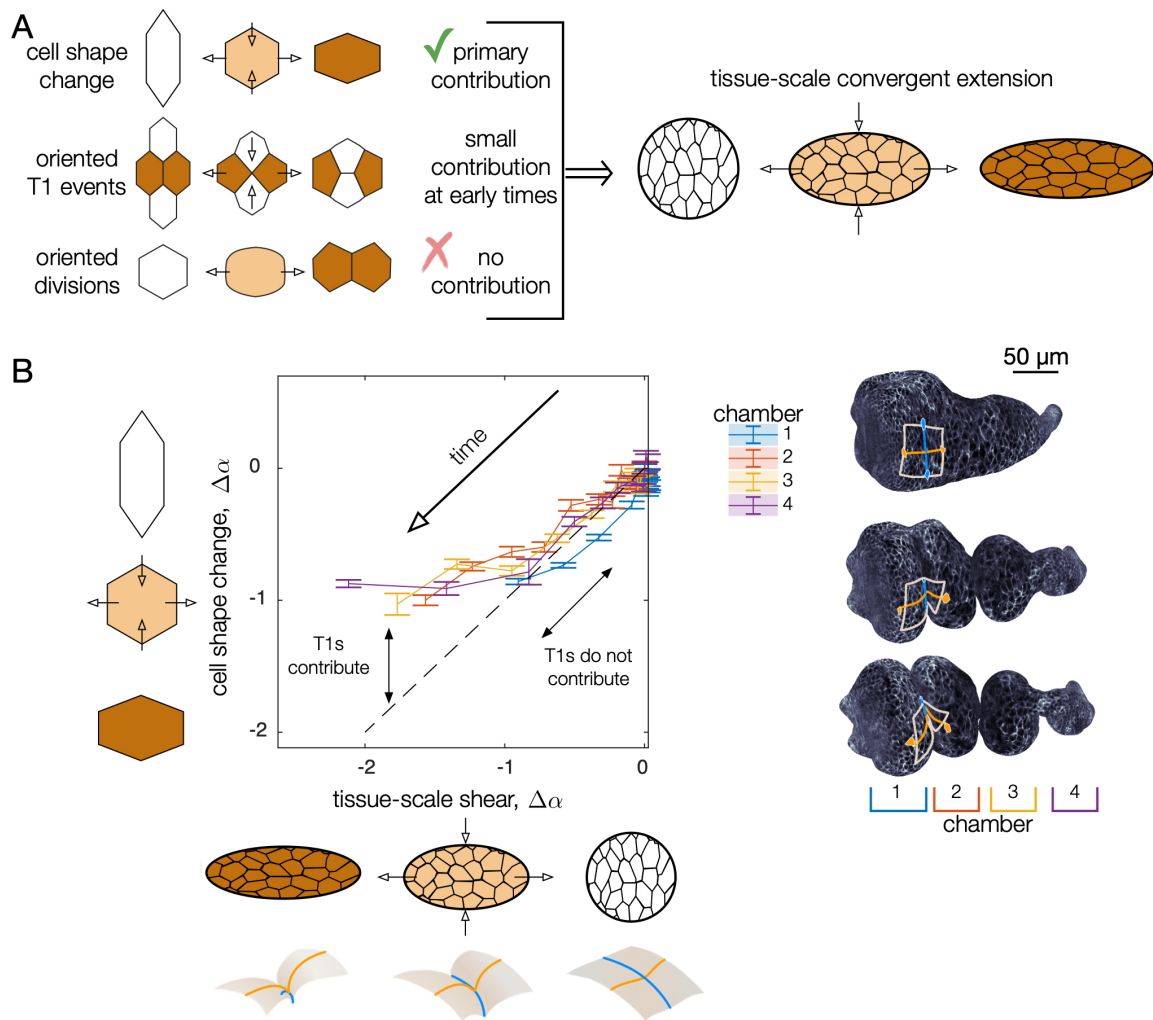 A
cell shape
change
primary
contribution
oriented
T1 events
small
contribution
at early times
oriented
divisions
no
contribution
tissue-scale convergent extension
B
50 µm
chamber
1
2
3
4
time
cell shape change, Δα
0
-1
-2
T1s
contribute
T1s do not
contribute
-2
-1
0
tissue-scale shear, Δα
1
2
3
4
chamber